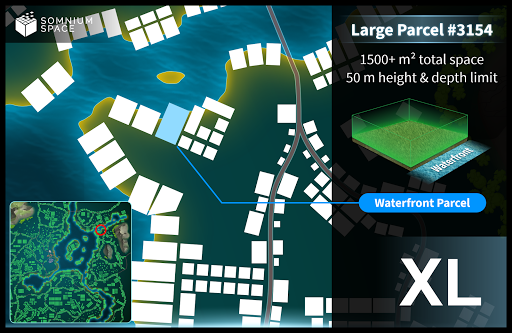 SOMNIUM
SPACE
Large Parcel #3154
1500+ m² total space
50 m height & depth limit
Waterfront
Waterfront Parcel
XL